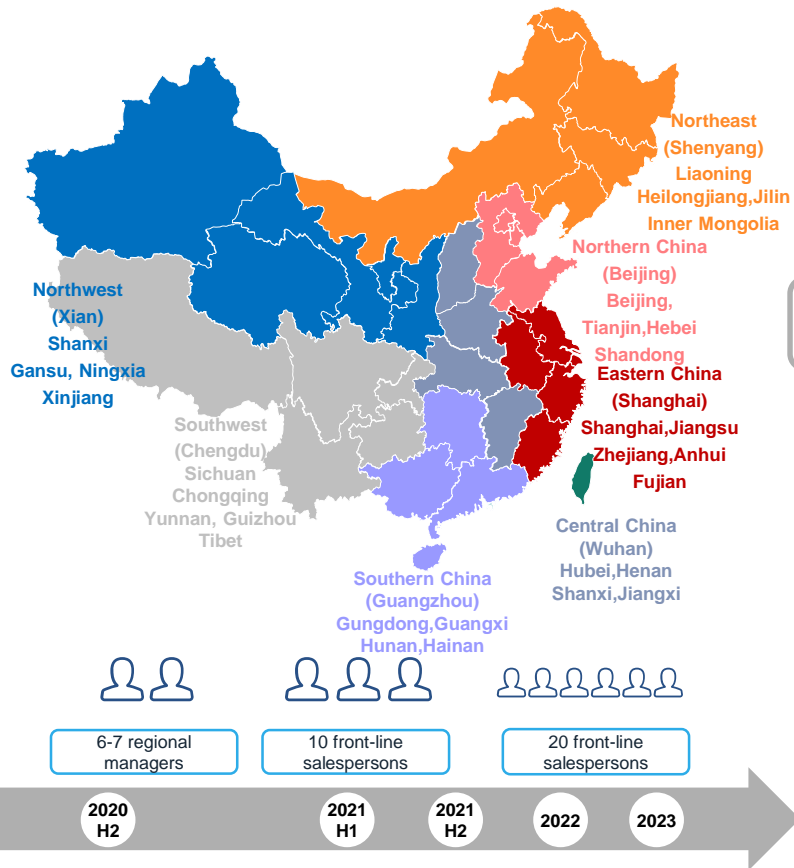 Northeast
(Shenyang)
Liaoning
Heilongjiang,Jilin
Inner Mongolia
Northern China
(Beijing)
Beijing,
Tianjin,Hebei
Shandong
Northwest
(Xian)
Shanxi
Gansu, Ningxia
Xinjiang
Eastern China
(Shanghai)
Shanghai,Jiangsu
Zhejiang,Anhui
Fujian
Southwest
(Chengdu)
Sichuan
Chongqing
Yunnan, Guizhou
Tibet
Central China
(Wuhan)
Hubei,Henan
Shanxi,Jiangxi
Southern China
(Guangzhou)
Gungdong,Guangxi
Hunan,Hainan
6-7 regional
managers
10 front-line
salespersons
20 front-line
salespersons
2020
H2
2021
H1
2021
H2
2022
2023